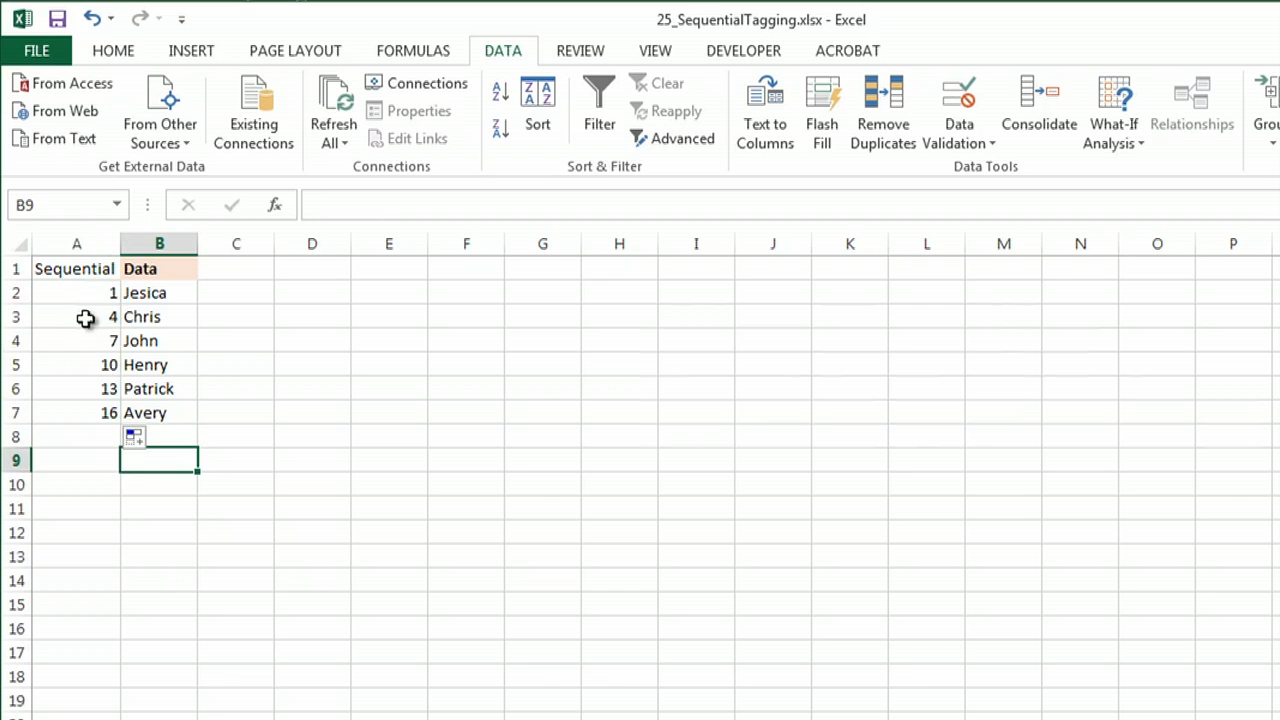 25_SequentialTagging.xlsx - Excel
FILE HOME INSERT PAGE LAYOUT FORMULAS DATA REVIEW VIEW DEVELOPER ACROBAT
From Access
From Web
From Text
From Other
Sources
Existing
Connections
Get External Data
Refresh
All
Connections
Properties
Edit Links
Connections
Sort
Filter
Clear
Reapply
Advanced
Sort & Filter
Text to
Columns
Flash
Fill
Remove
Duplicates
Data
Validation
Consolidate
What-If
Analysis
Relationships
Data Tools
Grou
B9
fx
A B C D E F G H I J K L M N O P
1 Sequential Data
2 1 Jesica
3 4 Chris
4 7 John
5 10 Henry
6 13 Patrick
7 16 Avery
8
9
10
11
12
13
14
15
16
17
18
19